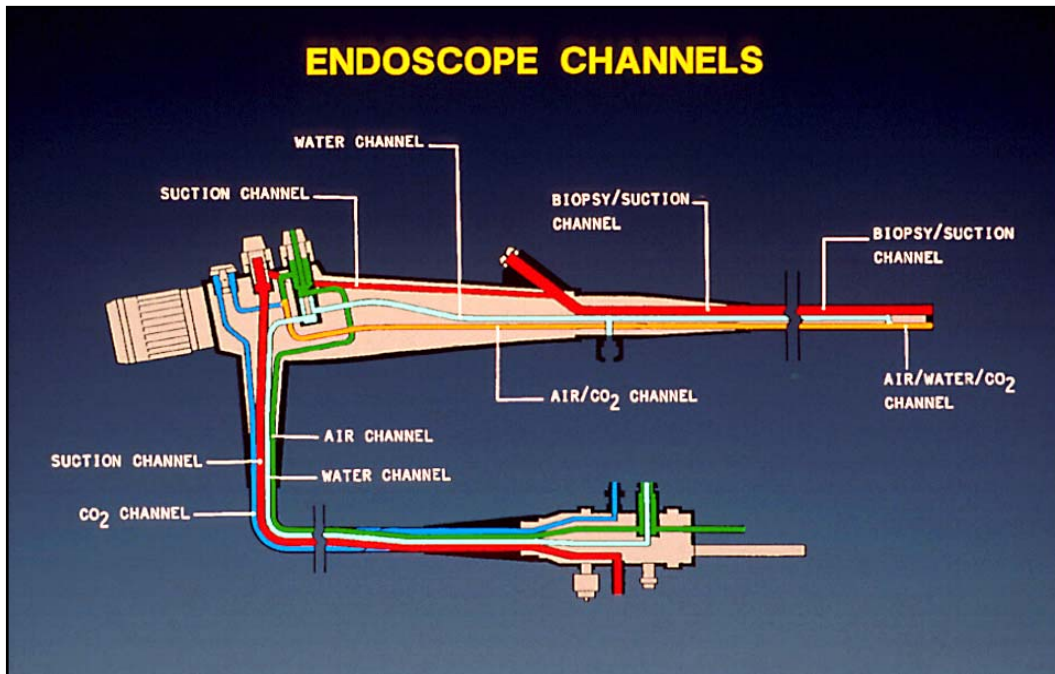 ENDOSCOPE CHANNELS
WATER CHANNEL
SUCTION CHANNEL
BIOPSY/SUCTION
CHANNEL
BIOPSY/SUCTION
CHANNEL
AIR/CO2 CHANNEL
AIR/WATER/CO2
CHANNEL
AIR CHANNEL
SUCTION CHANNEL
WATER CHANNEL
CO2 CHANNEL